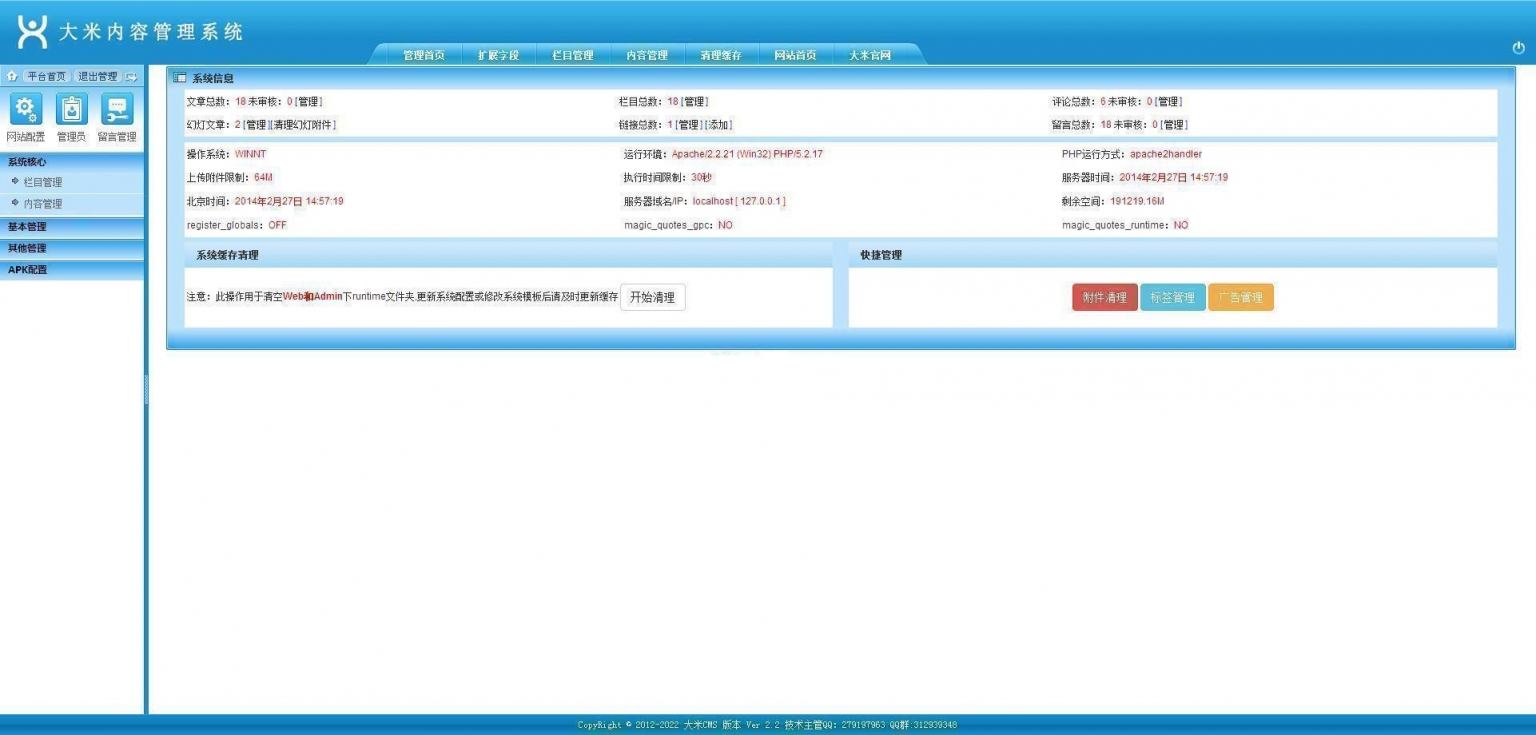 大米内容管理系统
管理首页 扩展字段 栏目管理 内容管理 清理缓存 网站首页 大米官网
平台首页 退出管理
网站配置 管理员 留言管理
系统核心
栏目管理
内容管理
基本管理
其他管理
APK配置
系统信息
文章总数：18 未审核：0 [管理] 栏目总数：18 [管理] 评论总数：6 未审核：0 [管理]
幻灯文章：2 [管理][清理幻灯附件] 链接总数：1 [管理][添加] 留言总数：18 未审核：0 [管理]
操作系统：WINNT 运行环境：Apache/2.2.21 (Win32) PHP/5.2.17 PHP运行方式：apache2handler
上传附件限制：64M 执行时间限制：30秒 服务器时间：2014年2月27日 14:57:19
北京时间：2014年2月27日 14:57:19 服务器域名/IP：localhost [ 127.0.0.1 ] 剩余空间：191219.16M
register_globals：OFF magic_quotes_gpc：NO magic_quotes_runtime：NO
系统缓存清理 快捷管理
注意：此操作用于清空Web和Admin下runtime文件夹.更新系统配置或修改系统模板后请及时更新缓存 开始清理
附件清理 标签管理 广告管理
CopyRight © 2012-2022 大米CMS 版本 Ver 2.2 技术主管QQ：279197963 QQ群:312939348